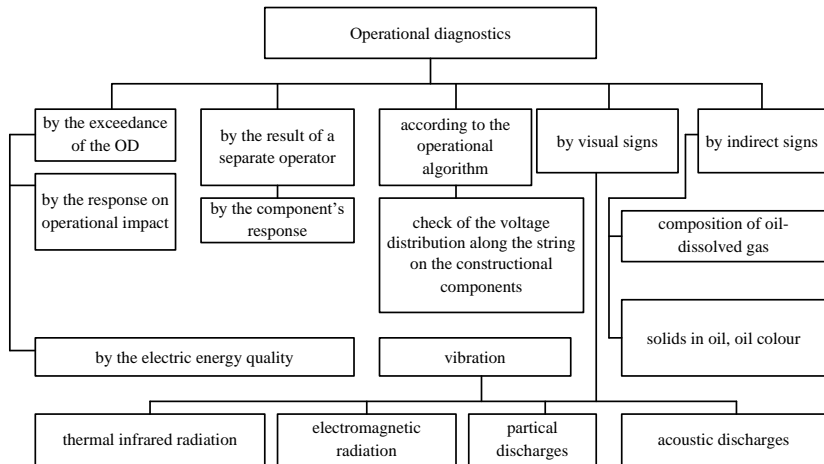 Operational diagnostics
by the exceedance
of the OD
by the result of a
separate operator
according to the
operational
algorithm
by visual signs
by indirect signs
by the response on
operational impact
by the component's
response
check of the voltage
distribution along the string
on the constructional
components
composition of oil-
dissolved gas
solids in oil, oil colour
by the electric energy quality
vibration
thermal infrared radiation
electromagnetic
radiation
partical
discharges
acoustic discharges